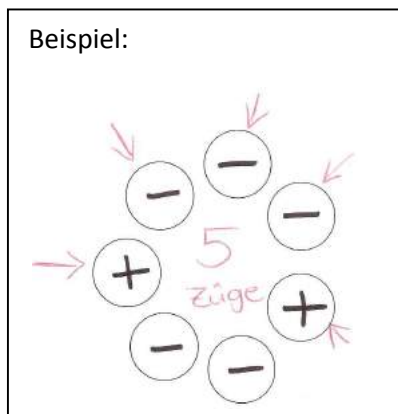 Beispiel:
−
− −
5
+ Züge +
− −